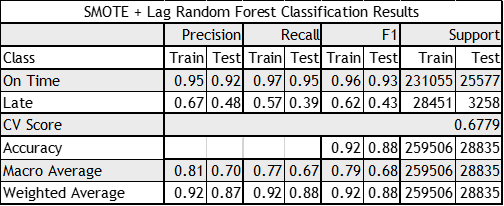 SMOTE + Lag Random Forest Classification Results
Precision Recall F1 Support
Class Train Test Train Test Train Test Train Test
On Time 0.95 0.92 0.97 0.95 0.96 0.93 231055 25577
Late 0.67 0.48 0.57 0.39 0.62 0.43 28451 3258
CV Score 0.6779
Accuracy 0.92 0.88 259506 28835
Macro Average 0.81 0.70 0.77 0.67 0.79 0.68 259506 28835
Weighted Average 0.92 0.87 0.92 0.88 0.92 0.88 259506 28835